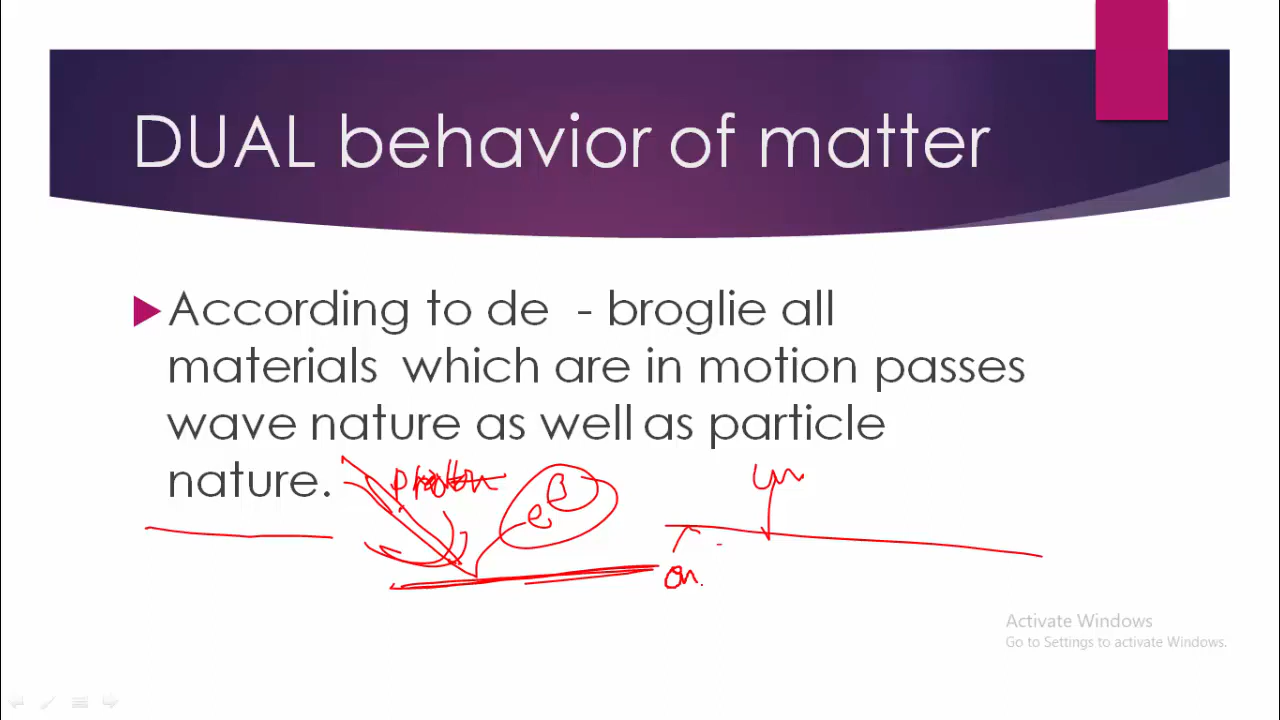 DUAL behavior of matter
According to de - broglie all
materials which are in motion passes
wave nature as well as particle
nature.
Activate Windows
Go to Settings to activate Windows.